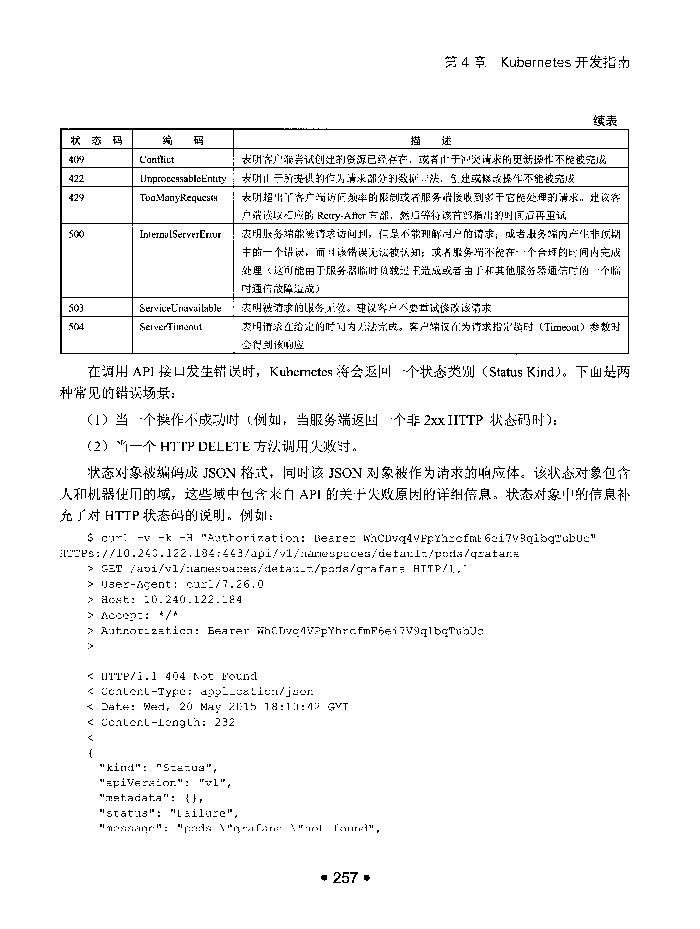 第 4 章 Kubernetes 开发指南
续表
状 态 码 编 码 描 述
409 Conflict 表明客户端尝试创建的资源已经存在，或者由于冲突请求的更新操作不能被完成
422 UnprocessableEntity 表明由于所提供的作为请求部分的数据非法，创建或修改操作不能被完成
429 TooManyRequests 表明超出了客户端访问频率的限制或者服务端接收到多于它能处理的请求。建议客
户端读取相应的 Retry-After 首部，然后等待该首部指出的时间后再重试
500 InternalServerError 表明服务端能被请求访问到，但是不能理解用户的请求；或者服务端内产生非预期
中的一个错误，而且该错误无法被认知；或者服务端不能在一个合理的时间内完成
处理（这可能由于服务器临时负载过重造成或者由于和其他服务器通信时的一个临
时通信故障造成）
503 ServiceUnavailable 表明被请求的服务无效。建议客户不要重试修改该请求
504 ServerTimeout 表明请求在给定的时间内无法完成。客户端仅在为请求指定超时（Timeout）参数时
会得到该响应
在调用 API 接口发生错误时，Kubernetes 将会返回一个状态类别（Status Kind）。下面是两
种常见的错误场景：
（1）当一个操作不成功时（例如，当服务端返回一个非 2xx HTTP 状态码时）；
（2）当一个 HTTP DELETE 方法调用失败时。
状态对象被编码成 JSON 格式，同时该 JSON 对象被作为请求的响应体。该状态对象包含
人和机器使用的域，这些域中包含来自 API 的关于失败原因的详细信息。状态对象中的信息补
充了对 HTTP 状态码的说明。例如：
$ curl -v -k -H "Authorization: Bearer WhCDvq4VPpYhrcfmF6ei7V9qlbqTubUc"
HTTPs://10.240.122.184:443/api/v1/namespaces/default/pods/grafana
> GET /api/v1/namespaces/default/pods/grafana HTTP/1.1
> User-Agent: curl/7.26.0
> Host: 10.240.122.184
> Accept: */*
> Authorization: Bearer WhCDvq4VPpYhrcfmF6ei7V9qlbqTubUc
>
< HTTP/1.1 404 Not Found
< Content-Type: application/json
< Date: Wed, 20 May 2015 18:10:42 GMT
< Content-Length: 232
<
{
"kind": "Status",
"apiVersion": "v1",
"metadata": {},
"status": "Failure",
"message": "pods \"grafana \"not found",
• 257 •